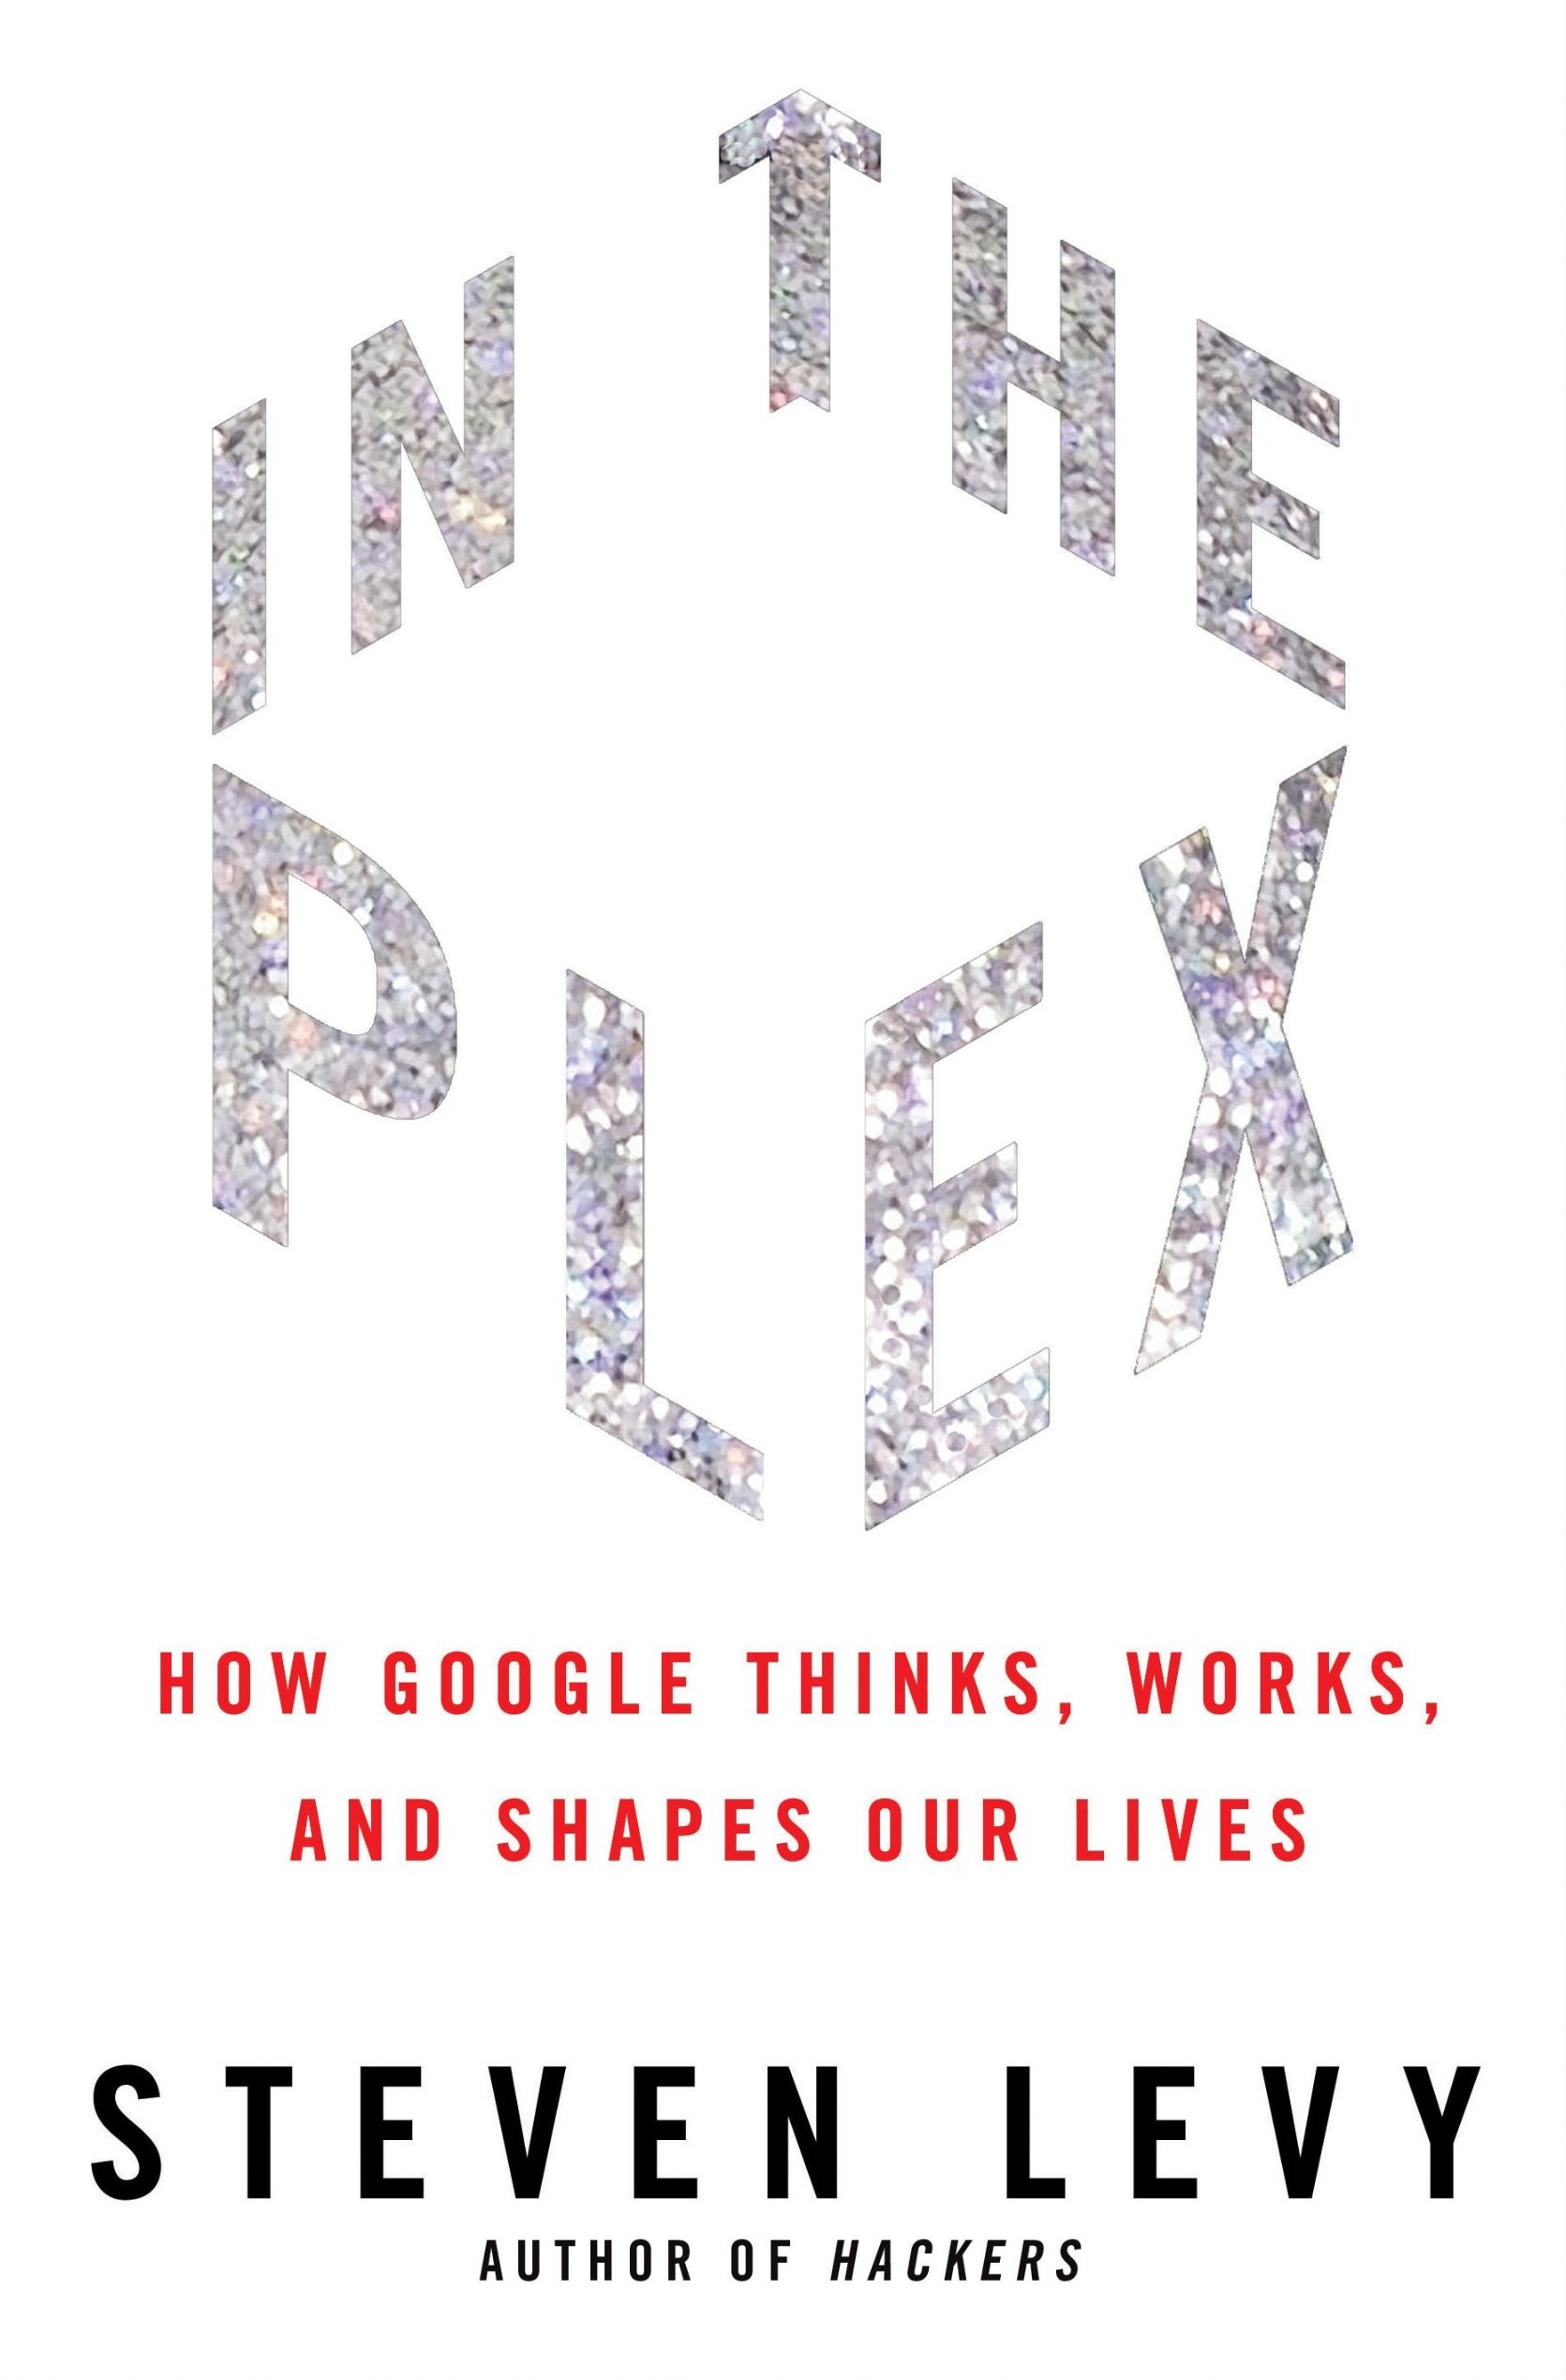 IN THE
PLEX
HOW GOOGLE THINKS, WORKS,
AND SHAPES OUR LIVES
STEVEN LEVY
AUTHOR OF HACKERS